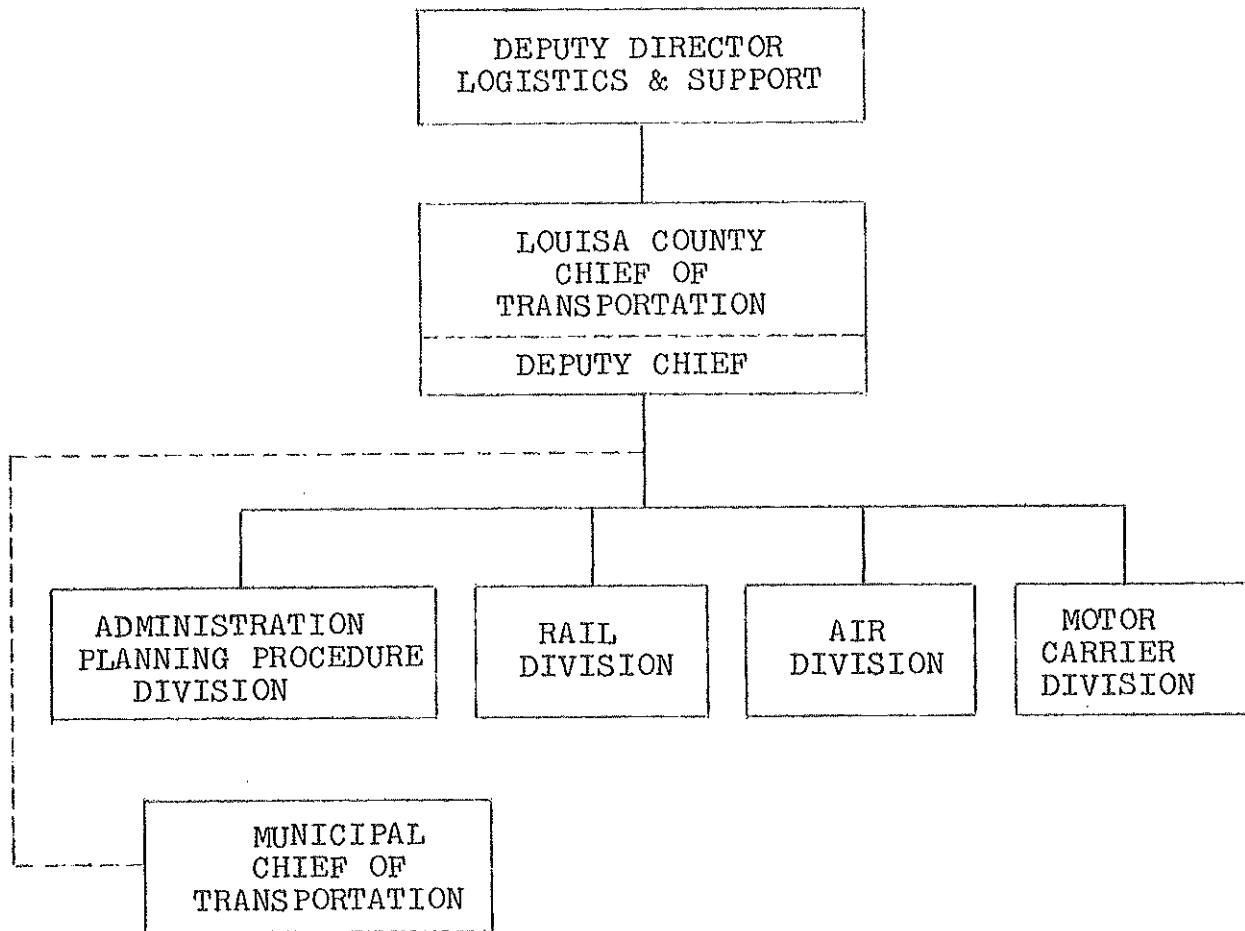 DEPUTY DIRECTOR
LOGISTICS & SUPPORT
LOUISA COUNTY
CHIEF OF
TRANSPORTATION
DEPUTY CHIEF
ADMINISTRATION
PLANNING PROCEDURE
DIVISION
RAIL
DIVISION
AIR
DIVISION
MOTOR
CARRIER
DIVISION
MUNICIPAL
CHIEF OF
TRANSPORTATION